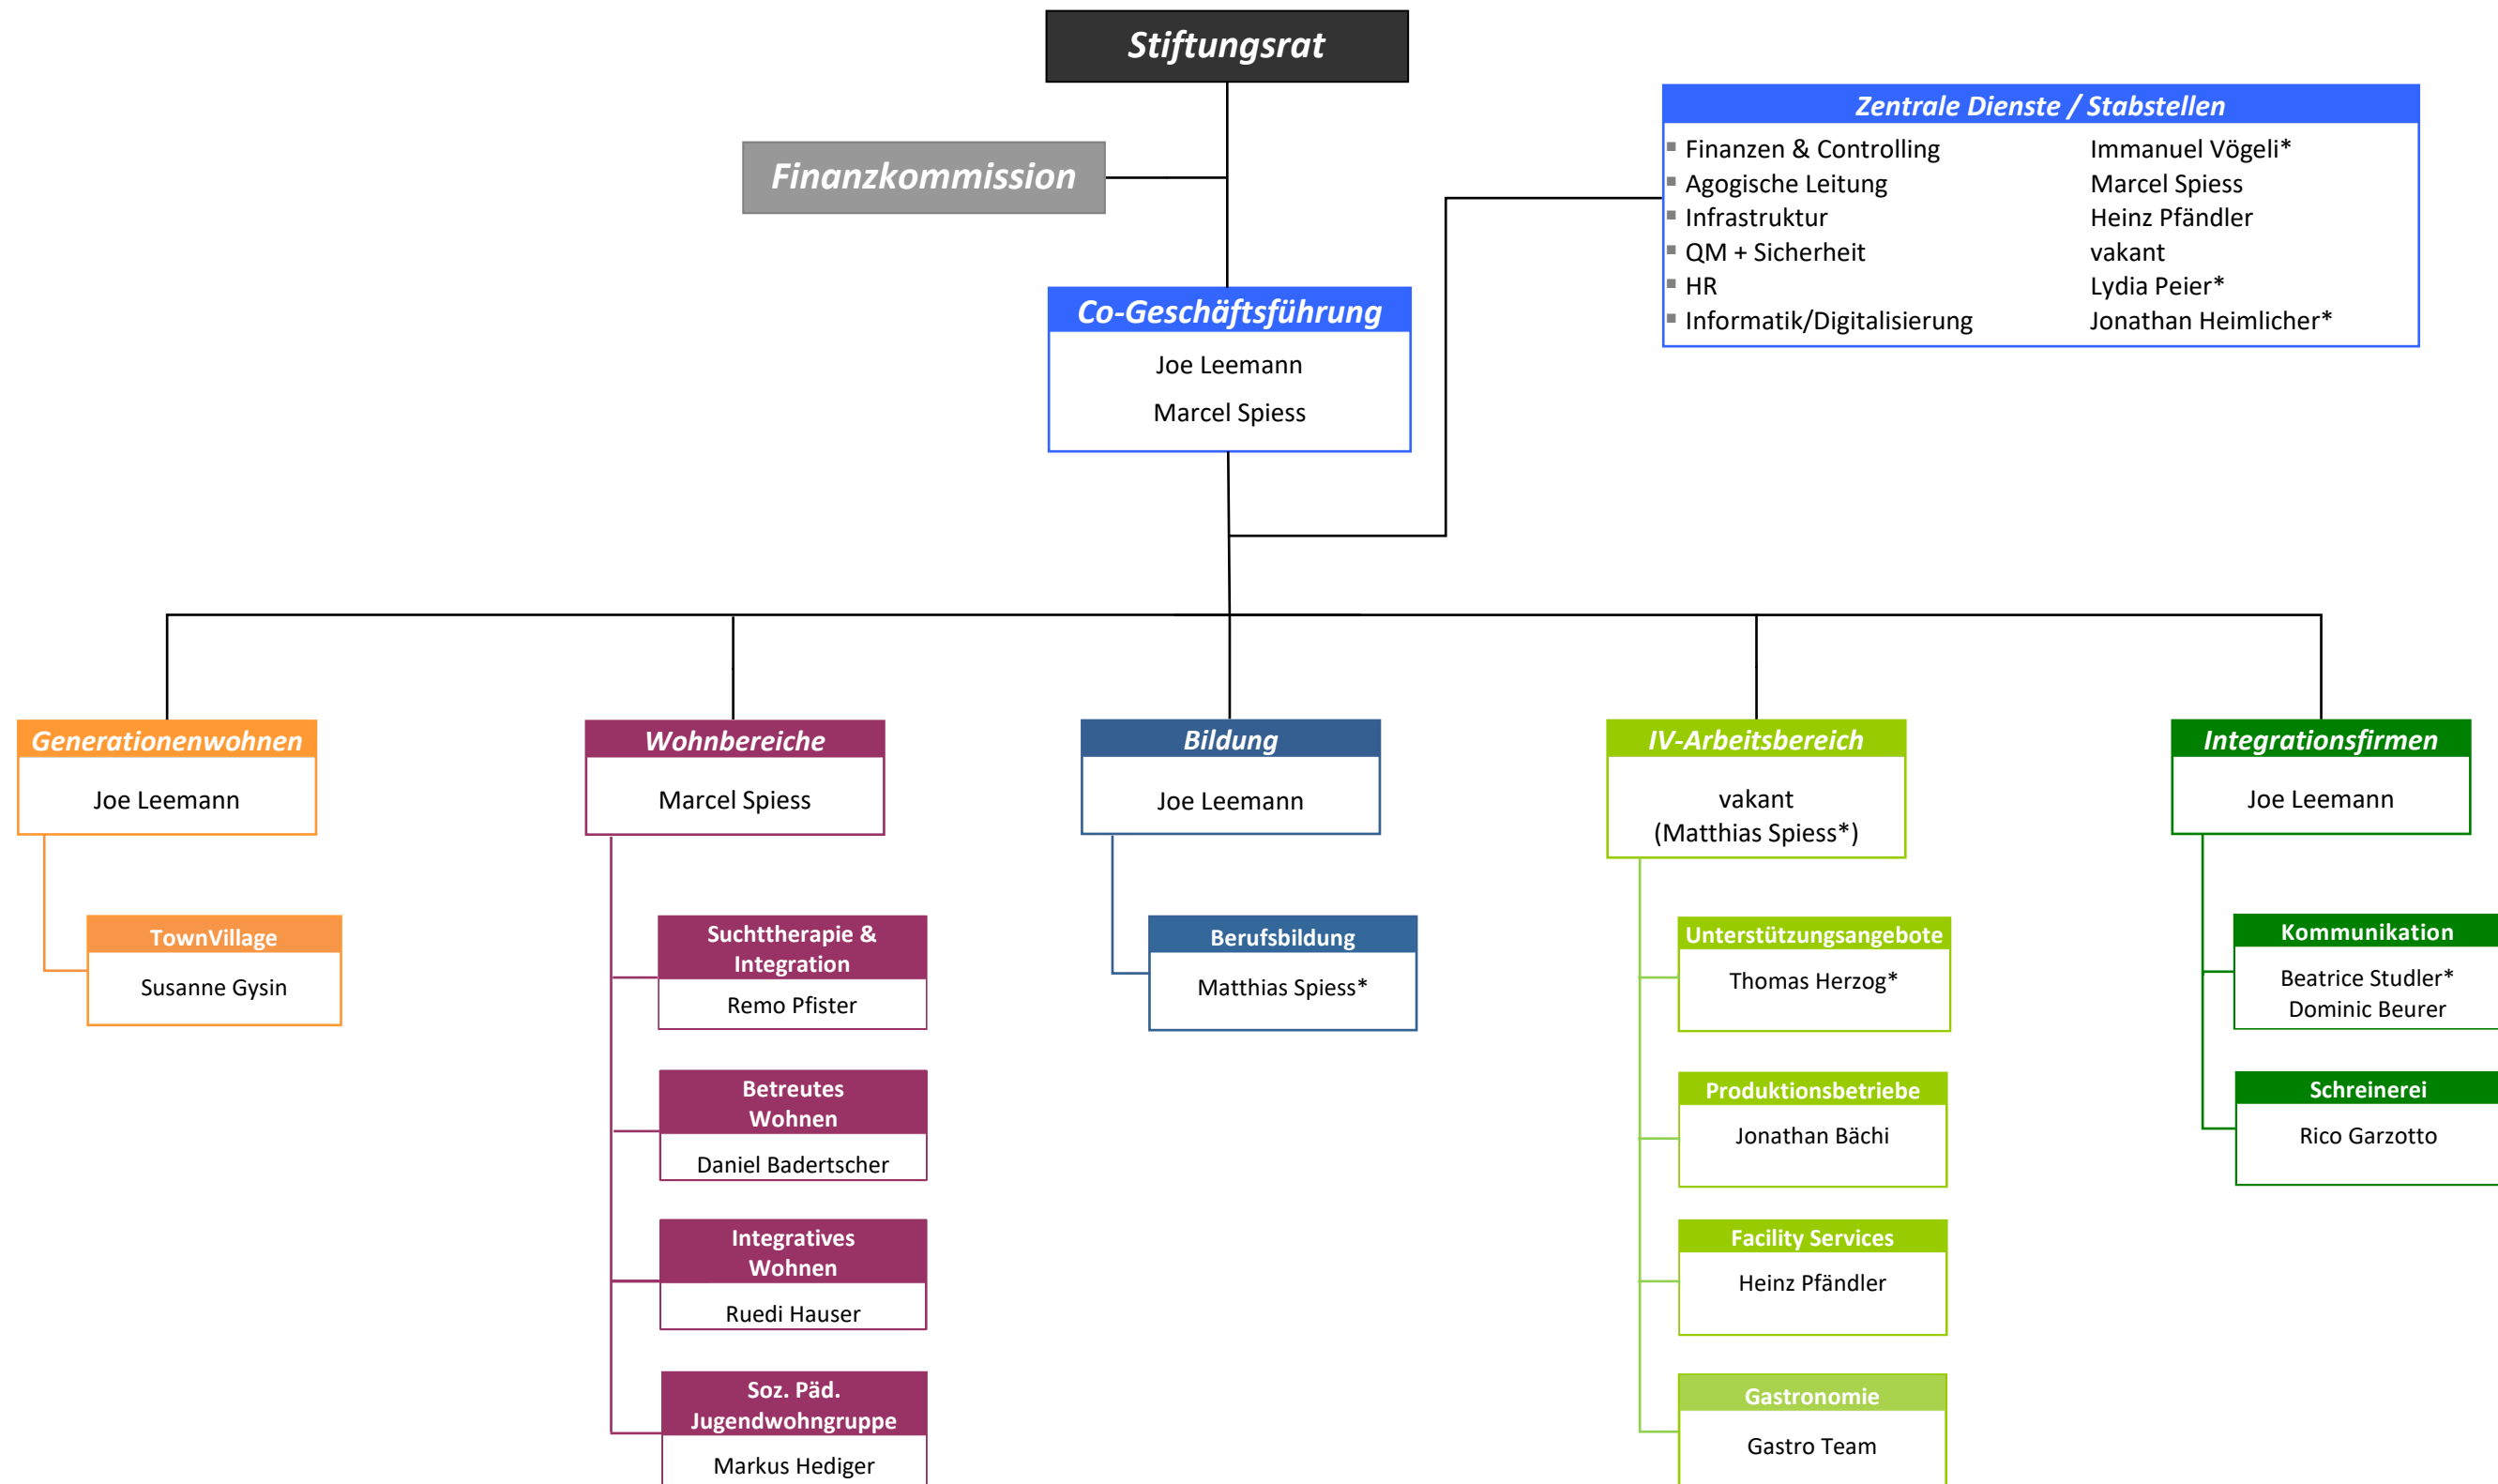 Stiftungsrat
Zentrale Dienste / Stabstellen
Finanzen & Controlling Immanuel Vögeli*
Agogische Leitung Marcel Spiess
Infrastruktur Heinz Pfändler
QM + Sicherheit vakant
HR Lydia Peier*
Informatik/Digitalisierung Jonathan Heimlicher*
Finanzkommission
Co-Geschäftsführung
Joe Leemann
Marcel Spiess
Generationenwohnen
Joe Leemann
TownVillage
Susanne Gysin
Wohnbereiche
Marcel Spiess
Suchttherapie &
Integration
Remo Pfister
Betreutes
Wohnen
Daniel Badertscher
Integratives
Wohnen
Ruedi Hauser
Soz. Päd.
Jugendwohngruppe
Markus Hediger
Bildung
Joe Leemann
Berufsbildung
Matthias Spiess*
IV-Arbeitsbereich
vakant
(Matthias Spiess*)
Unterstützungsangebote
Thomas Herzog*
Produktionsbetriebe
Jonathan Bächi
Facility Services
Heinz Pfändler
Gastronomie
Gastro Team
Integrationsfirmen
Joe Leemann
Kommunikation
Beatrice Studler*
Dominic Beurer
Schreinerei
Rico Garzotto